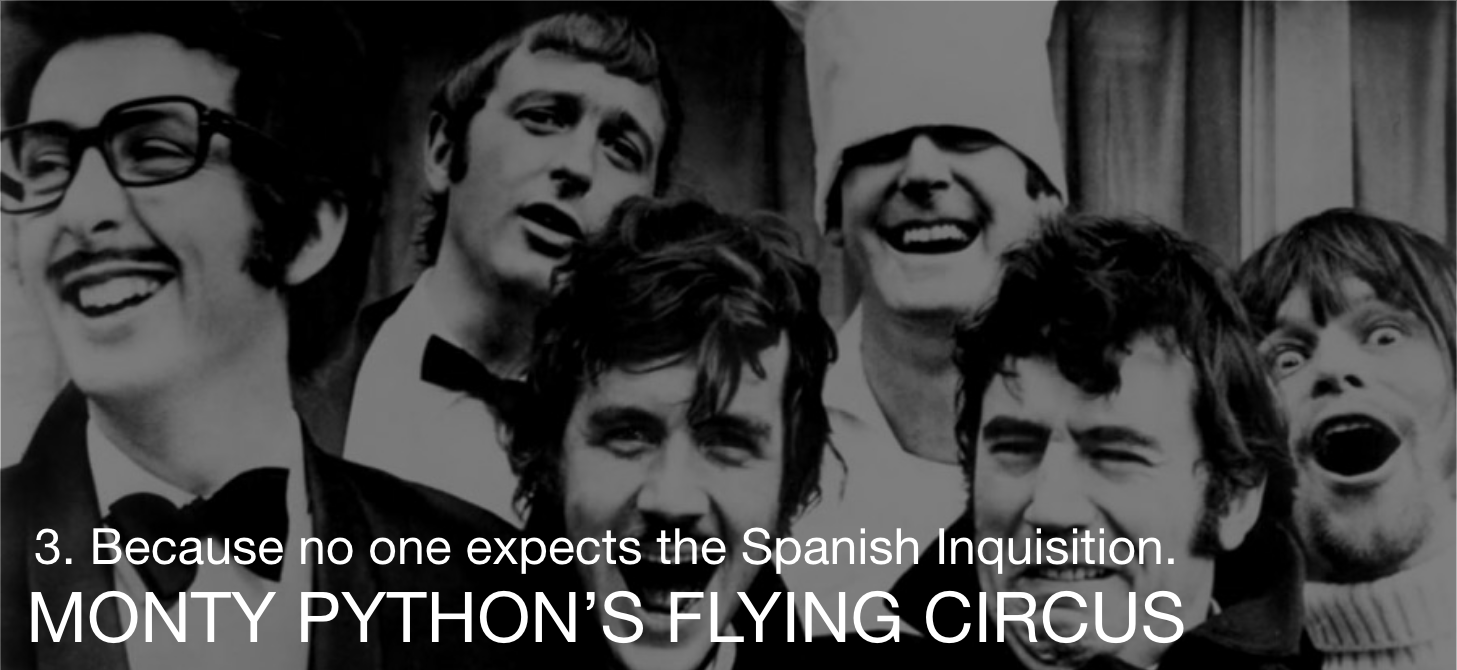 3. Because no one expects the Spanish Inquisition.
MONTY PYTHON’S FLYING CIRCUS